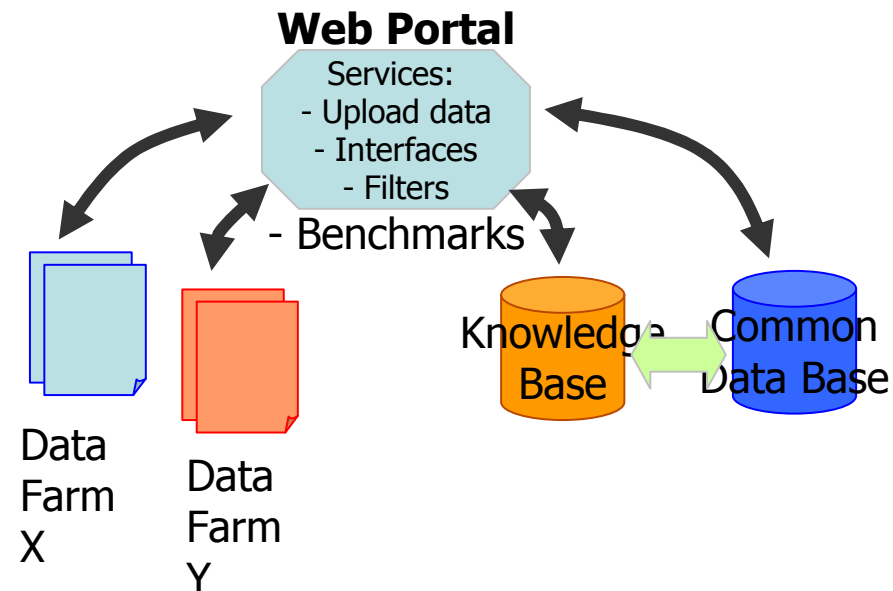 Web Portal
Services:
- Upload data
- Interfaces
- Filters
- Benchmarks
Knowledge
Base
Common
Data Base
Data
Farm
X
Data
Farm
Y